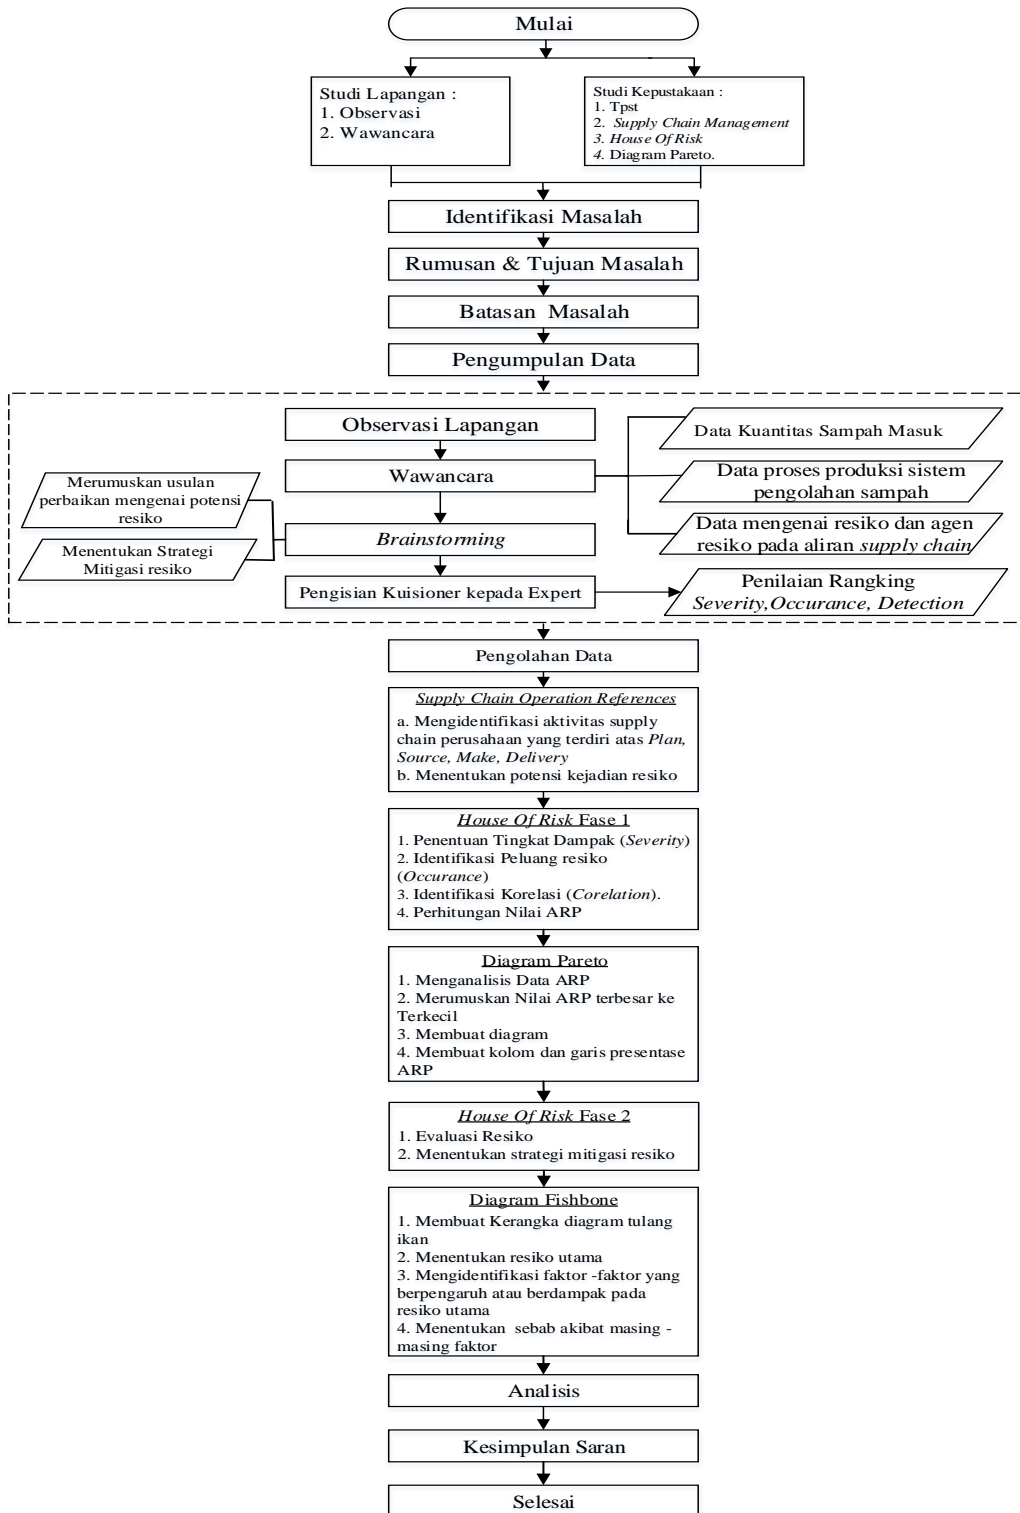 Mulai
Studi Lapangan :
1. Observasi
2. Wawancara
Studi Kepustakaan :
1. Tpst
2. Supply Chain Management
3. House Of Risk
4. Diagram Pareto.
Identifikasi Masalah
Rumusan & Tujuan Masalah
Batasan Masalah
Pengumpulan Data
Observasi Lapangan
Wawancara
Brainstorming
Pengisian Kuisioner kepada Expert
Merumuskan usulan
perbaikan mengenai potensi
resiko
Menentukan Strategi
Mitigasi resiko
Data Kuantitas Sampah Masuk
Data proses produksi sistem
pengolahan sampah
Data mengenai resiko dan agen
resiko pada aliran supply chain
Penilaian Rangking
Severity,Occurance, Detection
Pengolahan Data
Supply Chain Operation References
a. Mengidentifikasi aktivitas supply
chain perusahaan yang terdiri atas Plan,
Source, Make, Delivery
b. Menentukan potensi kejadian resiko
House Of Risk Fase 1
1. Penentuan Tingkat Dampak (Severity)
2. Identifikasi Peluang resiko
(Occurance)
3. Identifikasi Korelasi (Corelation).
4. Perhitungan Nilai ARP
Diagram Pareto
1. Menganalisis Data ARP
2. Merumuskan Nilai ARP terbesar ke
Terkecil
3. Membuat diagram
4. Membuat kolom dan garis presentase
ARP
House Of Risk Fase 2
1. Evaluasi Resiko
2. Menentukan strategi mitigasi resiko
Diagram Fishbone
1. Membuat Kerangka diagram tulang
ikan
2. Menentukan resiko utama
3. Mengidentifikasi faktor -faktor yang
berpengaruh atau berdampak pada
resiko utama
4. Menentukan sebab akibat masing -
masing faktor
Analisis
Kesimpulan Saran
Selesai